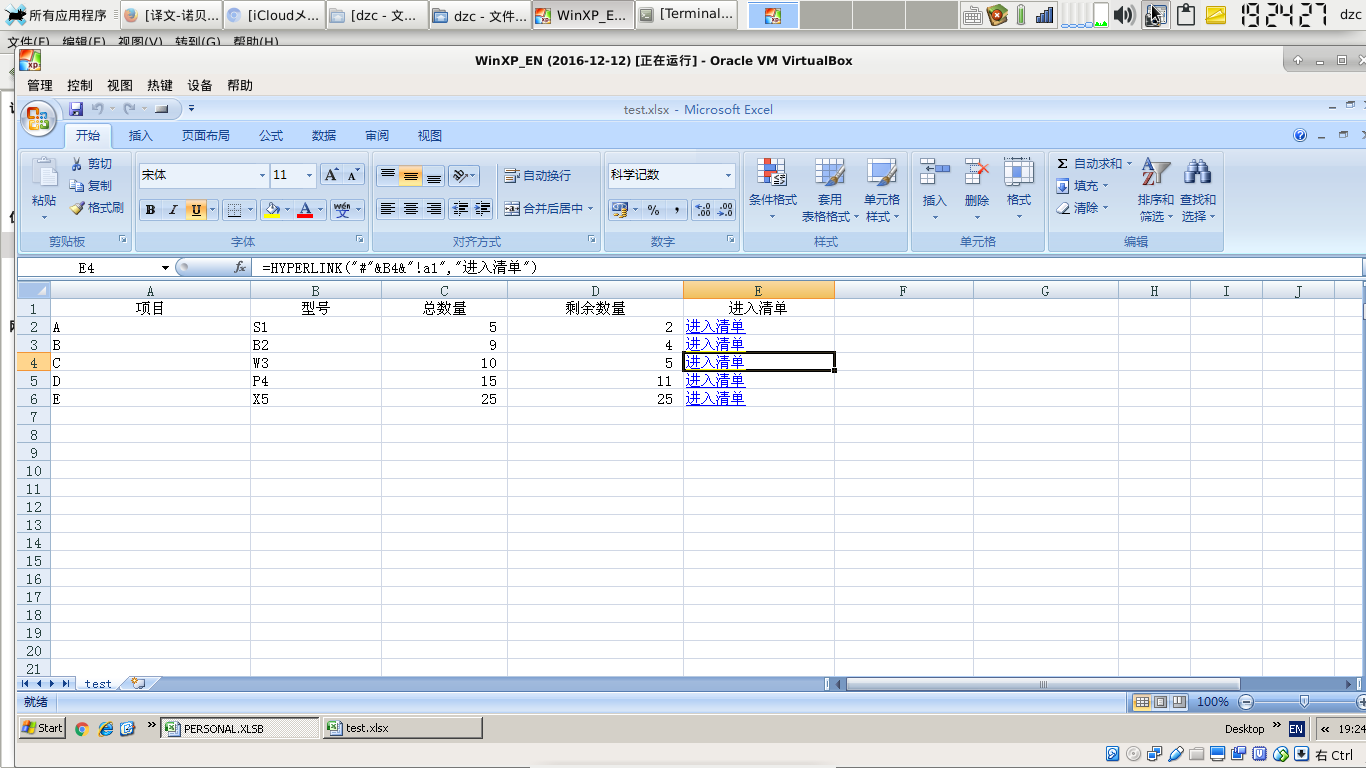 所有应用程序 [译文-诺贝... [iCloudメ... [dzc - 文... dzc - 文件... WinXP_E... [Terminal... 19:24:27 dzc
文件(F) 编辑(E) 视图(V) 转到(G) 帮助(H)
WinXP_EN (2016-12-12) [正在运行] - Oracle VM VirtualBox
管理 控制 视图 热键 设备 帮助
test.xlsx - Microsoft Excel
开始 插入 页面布局 公式 数据 审阅 视图
剪切 宋体 11 A A 自动换行 科学记数 Σ 自动求和
粘贴 复制 条件格式 套用 单元格 插入 删除 格式 填充 排序和 查找和
格式刷 B I U A wén 合并后居中 % , 表格格式 样式 清除 筛选 选择
剪贴板 字体 对齐方式 数字 样式 单元格 编辑
E4 fx =HYPERLINK("#"&B4&"!a1","进入清单")
A B C D E F G H I J
1 项目 型号 总数量 剩余数量 进入清单
2 A S1 5 2 进入清单
3 B B2 9 4 进入清单
4 C W3 10 5 进入清单
5 D P4 15 11 进入清单
6 E X5 25 25 进入清单
7
8
9
10
11
12
13
14
15
16
17
18
19
20
21
test
就绪 100%
Start PERSONAL.XLSB test.xlsx Desktop EN 19:24
右 Ctrl